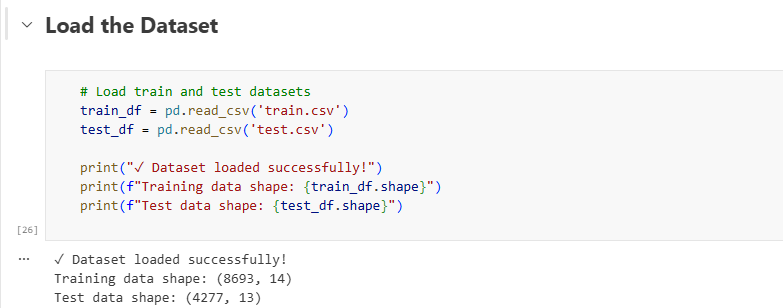 Load the Dataset
# Load train and test datasets
train_df = pd.read_csv('train.csv')
test_df = pd.read_csv('test.csv')
print("✓ Dataset loaded successfully!")
print(f"Training data shape: {train_df.shape}")
print(f"Test data shape: {test_df.shape}")
[26]
... ✓ Dataset loaded successfully!
Training data shape: (8693, 14)
Test data shape: (4277, 13)